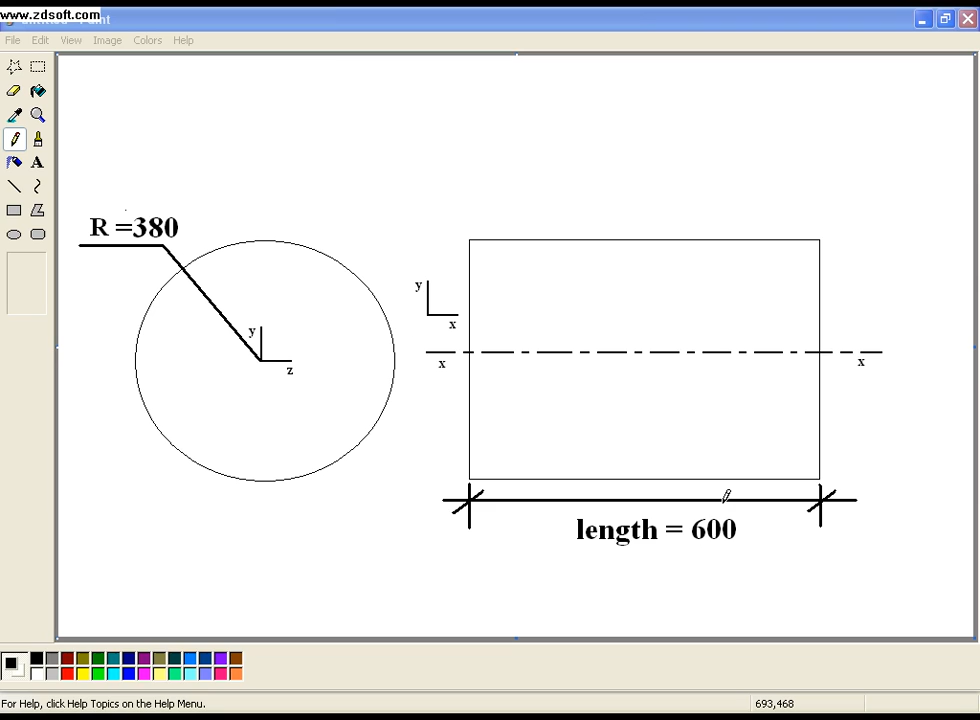 www.zdsoft.com
File Edit View Image Colors Help
R =380
y
z
y
x
x
x
length = 600
For Help, click Help Topics on the Help Menu.
693,468